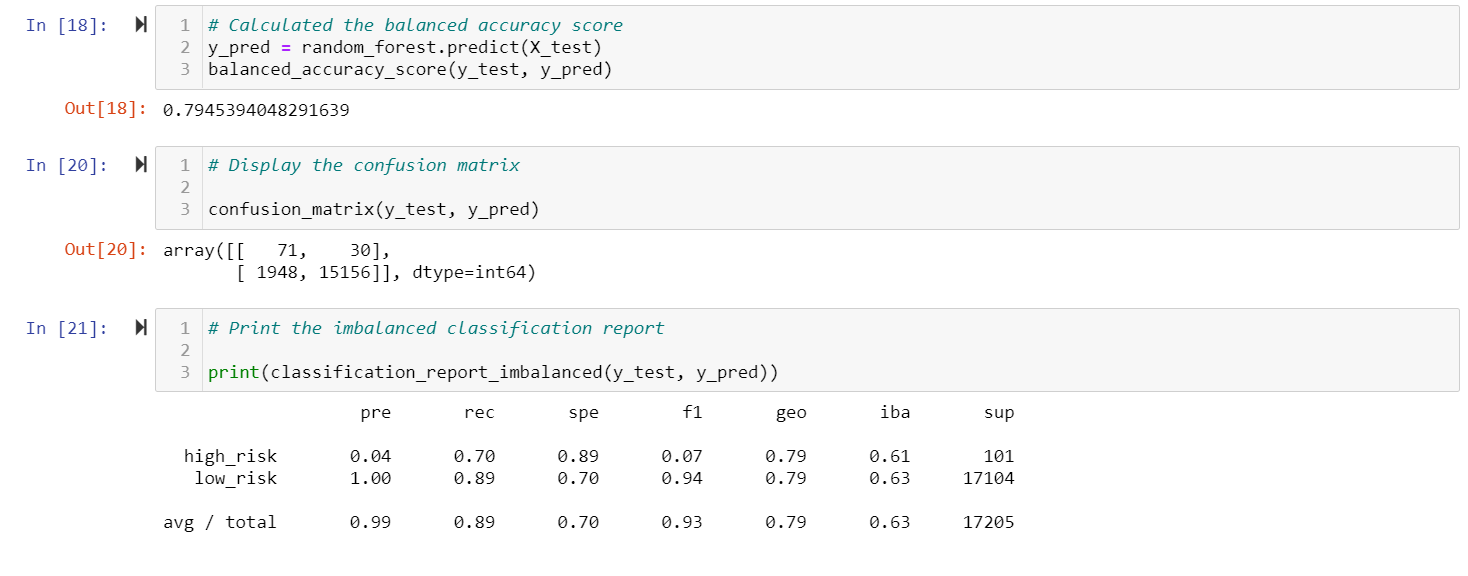 In [18]:
1 # Calculated the balanced accuracy score
2 y_pred = random_forest.predict(X_test)
3 balanced_accuracy_score(y_test, y_pred)
Out[18]: 0.7945394048291639
In [20]:
1 # Display the confusion matrix
2
3 confusion_matrix(y_test, y_pred)
Out[20]: array([[   71,    30],
       [ 1948, 15156]], dtype=int64)
In [21]:
1 # Print the imbalanced classification report
2
3 print(classification_report_imbalanced(y_test, y_pred))
pre rec spe f1 geo iba sup
high_risk 0.04 0.70 0.89 0.07 0.79 0.61 101
low_risk 1.00 0.89 0.70 0.94 0.79 0.63 17104
avg / total 0.99 0.89 0.70 0.93 0.79 0.63 17205